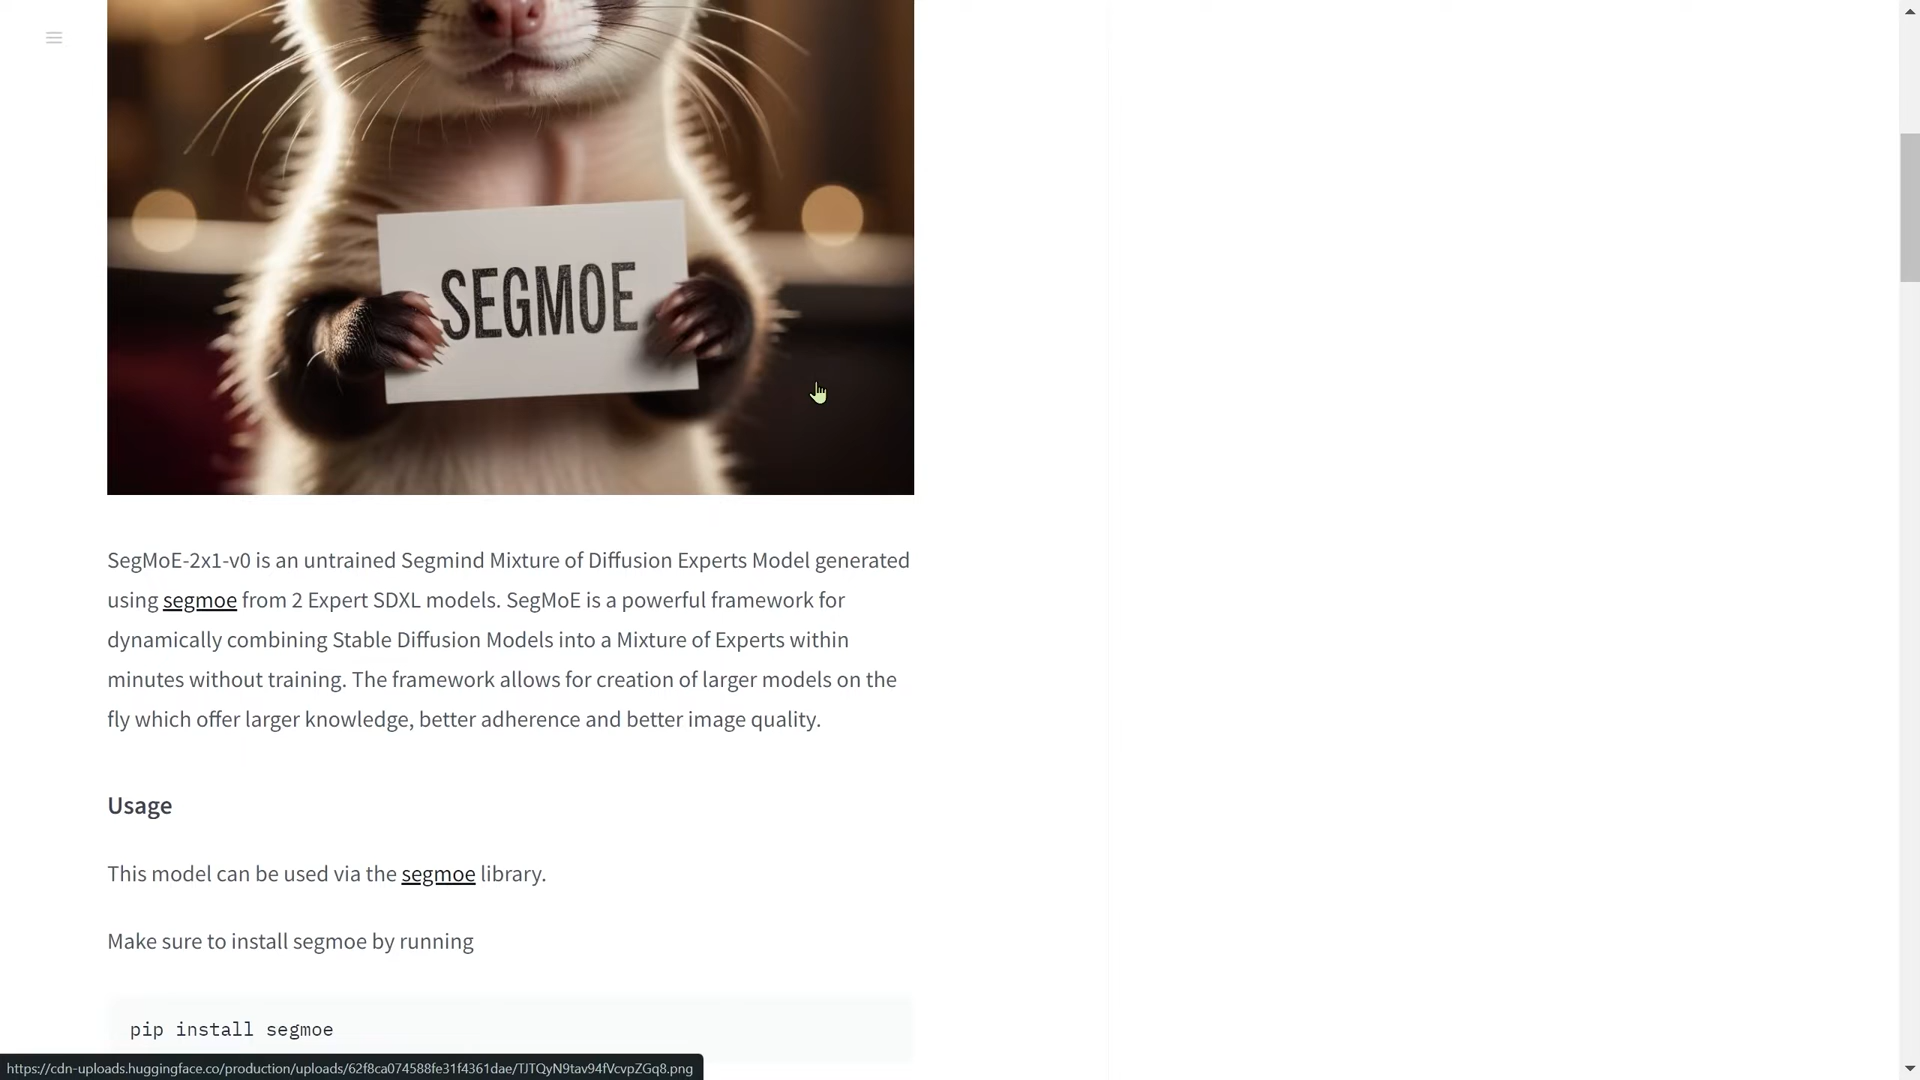 SEGMOE
SegMoE-2x1-v0 is an untrained Segmind Mixture of Diffusion Experts Model generated
using segmoe from 2 Expert SDXL models. SegMoE is a powerful framework for
dynamically combining Stable Diffusion Models into a Mixture of Experts within
minutes without training. The framework allows for creation of larger models on the
fly which offer larger knowledge, better adherence and better image quality.
Usage
This model can be used via the segmoe library.
Make sure to install segmoe by running
pip install segmoe
https://cdn-uploads.huggingface.co/production/uploads/62f8ca074588fe31f4361dae/TJTQyN9tav94fVcvpZGq8.png